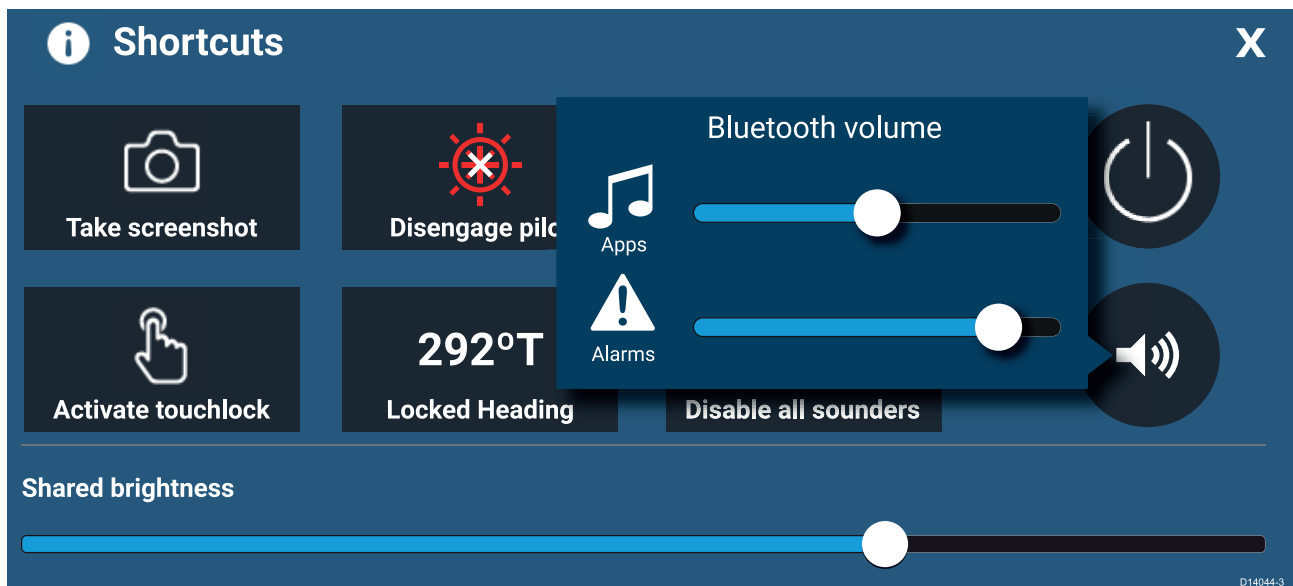 Shortcuts
X
Bluetooth volume
Take screenshot
Disengage pilo
Apps
Alarms
292°T
Activate touchlock
Locked Heading
Disable all sounders
Shared brightness
D14044-3